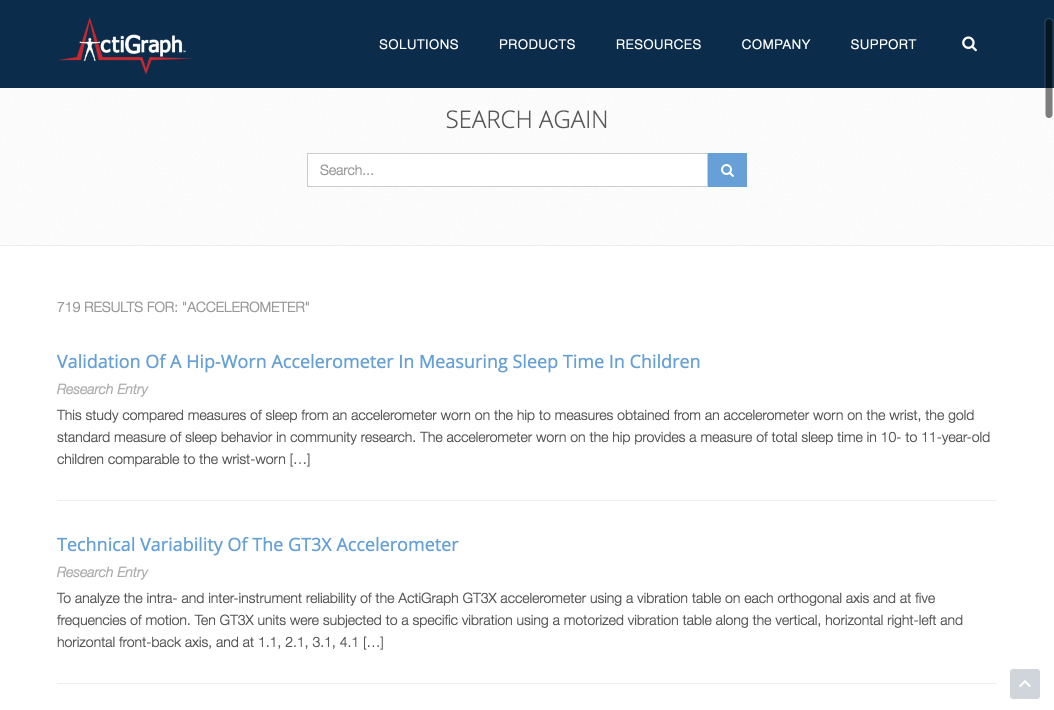 ActiGraph
SOLUTIONS PRODUCTS RESOURCES COMPANY SUPPORT
SEARCH AGAIN
Search...
719 RESULTS FOR: "ACCELEROMETER"
Validation Of A Hip-Worn Accelerometer In Measuring Sleep Time In Children
Research Entry
This study compared measures of sleep from an accelerometer worn on the hip to measures obtained from an accelerometer worn on the wrist, the gold
standard measure of sleep behavior in community research. The accelerometer worn on the hip provides a measure of total sleep time in 10- to 11-year-old
children comparable to the wrist-worn […]
Technical Variability Of The GT3X Accelerometer
Research Entry
To analyze the intra- and inter-instrument reliability of the ActiGraph GT3X accelerometer using a vibration table on each orthogonal axis and at five
frequencies of motion. Ten GT3X units were subjected to a specific vibration using a motorized vibration table along the vertical, horizontal right-left and
horizontal front-back axis, and at 1.1, 2.1, 3.1, 4.1 […]